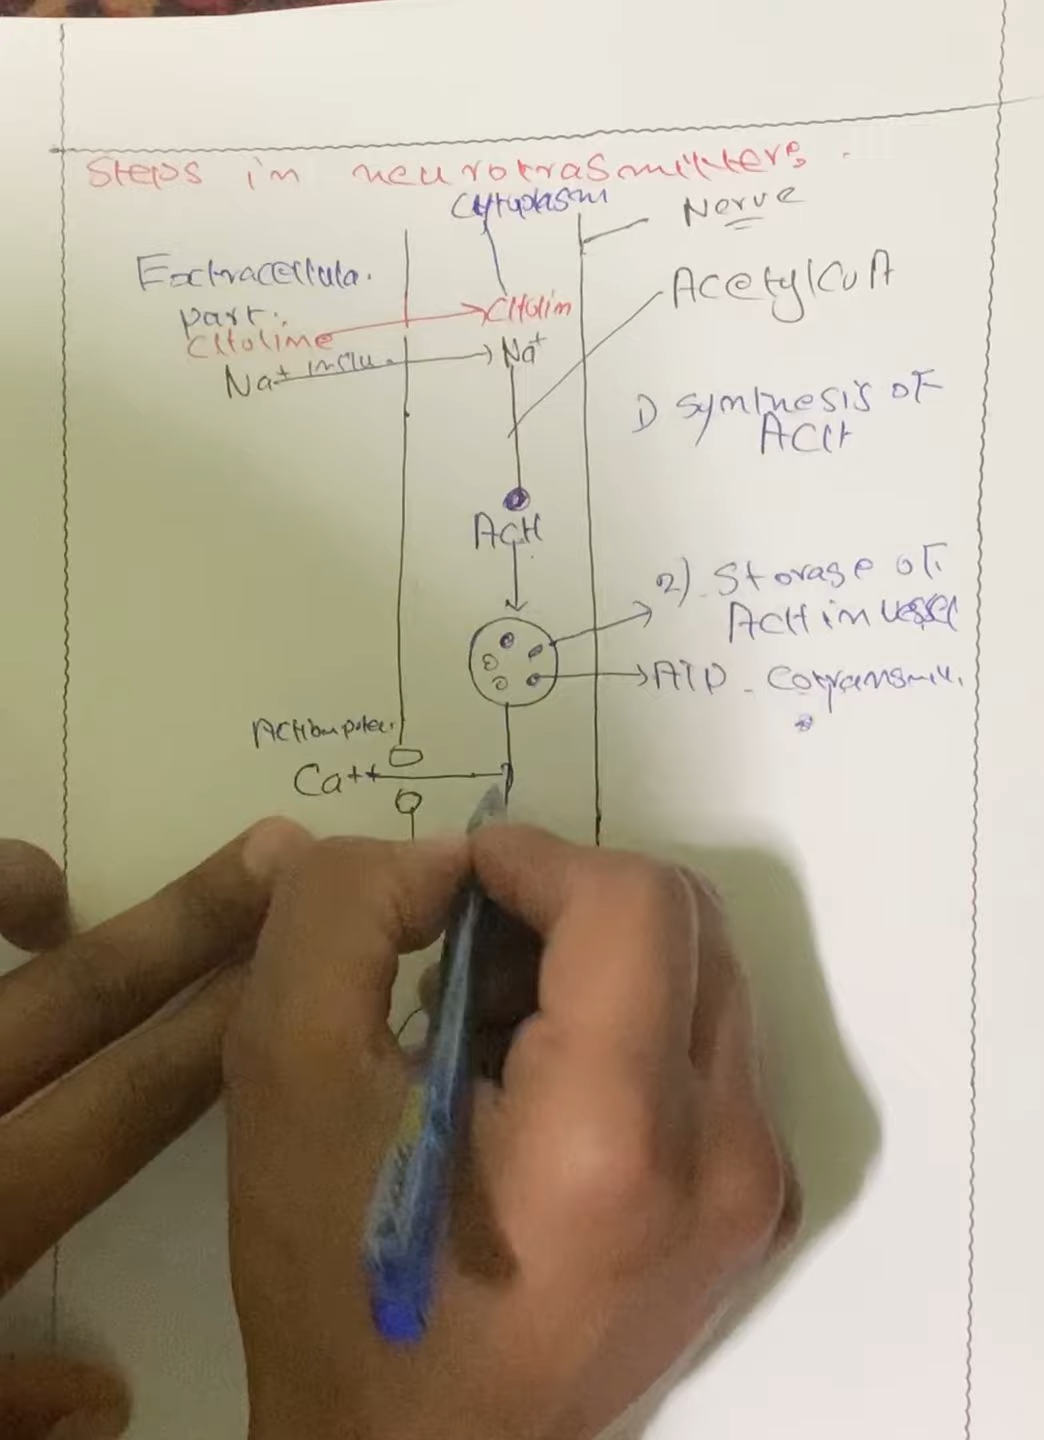 Steps in neurotrasmitters.
Cytoplasm
Nerve
Extracellula.
part:
Choline
Cholin
AcetylCoA
Na+ influ.
Na+
1) synthesis of
ACH
ACH
2). Storage of
ACH in vessel
ATP - Cotransmit.
Action poten.
Ca++